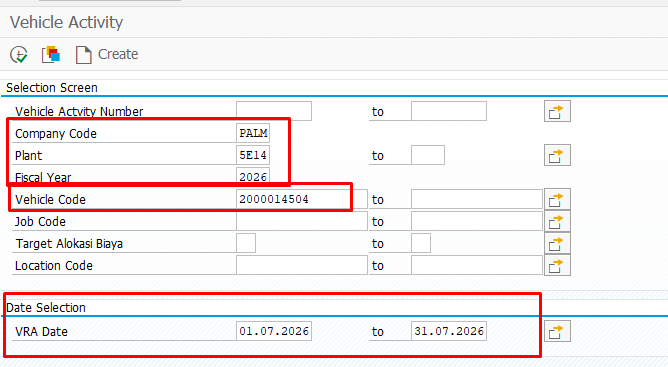 Vehicle Activity
Create
Selection Screen
Vehicle Actvity Number to
Company Code PALM
Plant 5E14 to
Fiscal Year 2026
Vehicle Code 2000014504 to
Job Code to
Target Alokasi Biaya to
Location Code to
Date Selection
VRA Date 01.07.2026 to 31.07.2026